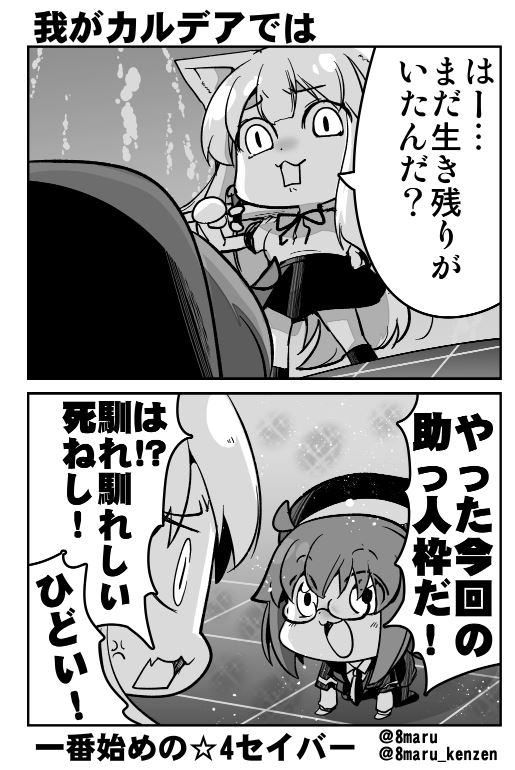 我がカルデアでは
はー…
まだ生き残りが
いたんだ？
やった今回の
助っ人枠だ！
は!?
馴れ馴れしい
死ねし！
ひどい！
一番始めの☆4セイバー
@8maru
@8maru_kenzen